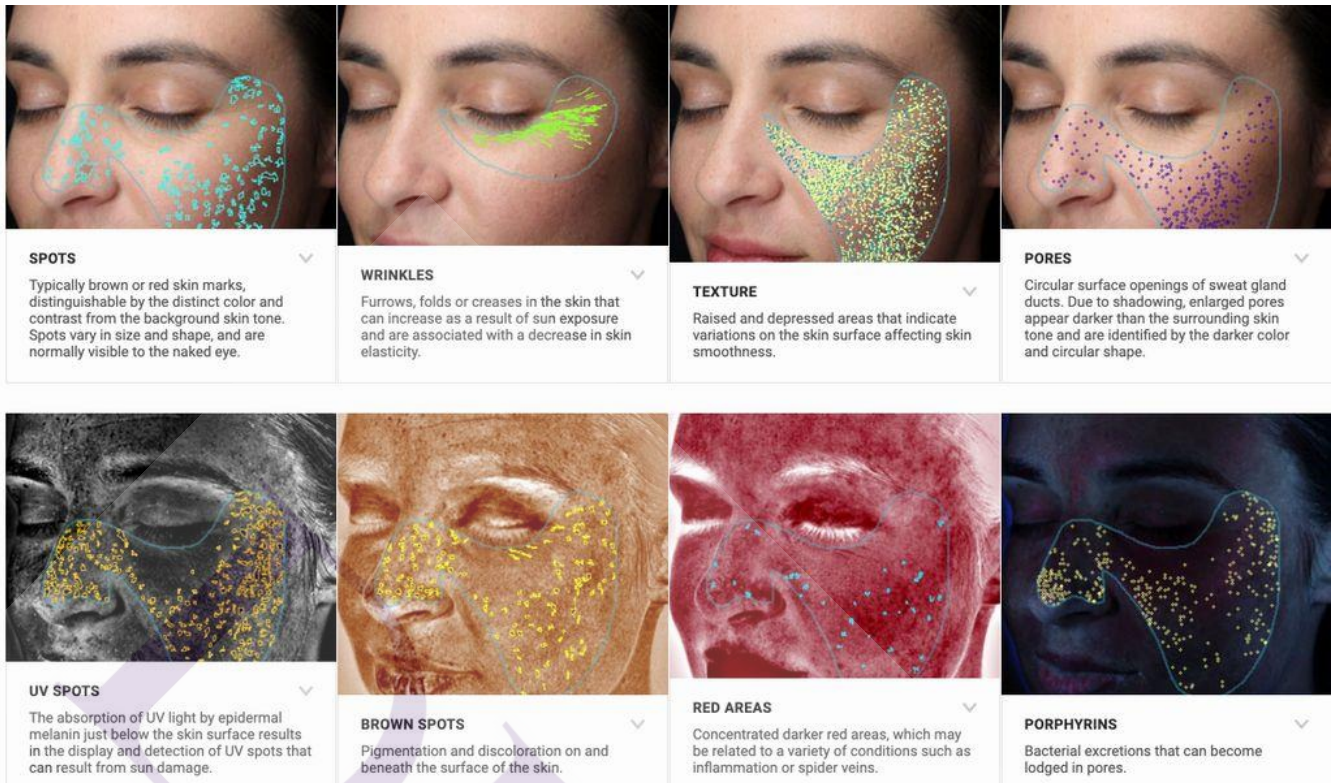 SPOTS
Typically brown or red skin marks,
distinguishable by the distinct color and
contrast from the background skin tone.
Spots vary in size and shape, and are
normally visible to the naked eye.
WRINKLES
Furrows, folds or creases in the skin that
can increase as a result of sun exposure
and are associated with a decrease in skin
elasticity.
TEXTURE
Raised and depressed areas that indicate
variations on the skin surface affecting skin
smoothness.
PORES
Circular surface openings of sweat gland
ducts. Due to shadowing, enlarged pores
appear darker than the surrounding skin
tone and are identified by the darker color
and circular shape.
UV SPOTS
The absorption of UV light by epidermal
melanin just below the skin surface results
in the display and detection of UV spots that
can result from sun damage.
BROWN SPOTS
Pigmentation and discoloration on and
beneath the surface of the skin.
RED AREAS
Concentrated darker red areas, which may
be related to a variety of conditions such as
inflammation or spider veins.
PORPHYRINS
Bacterial excretions that can become
lodged in pores.